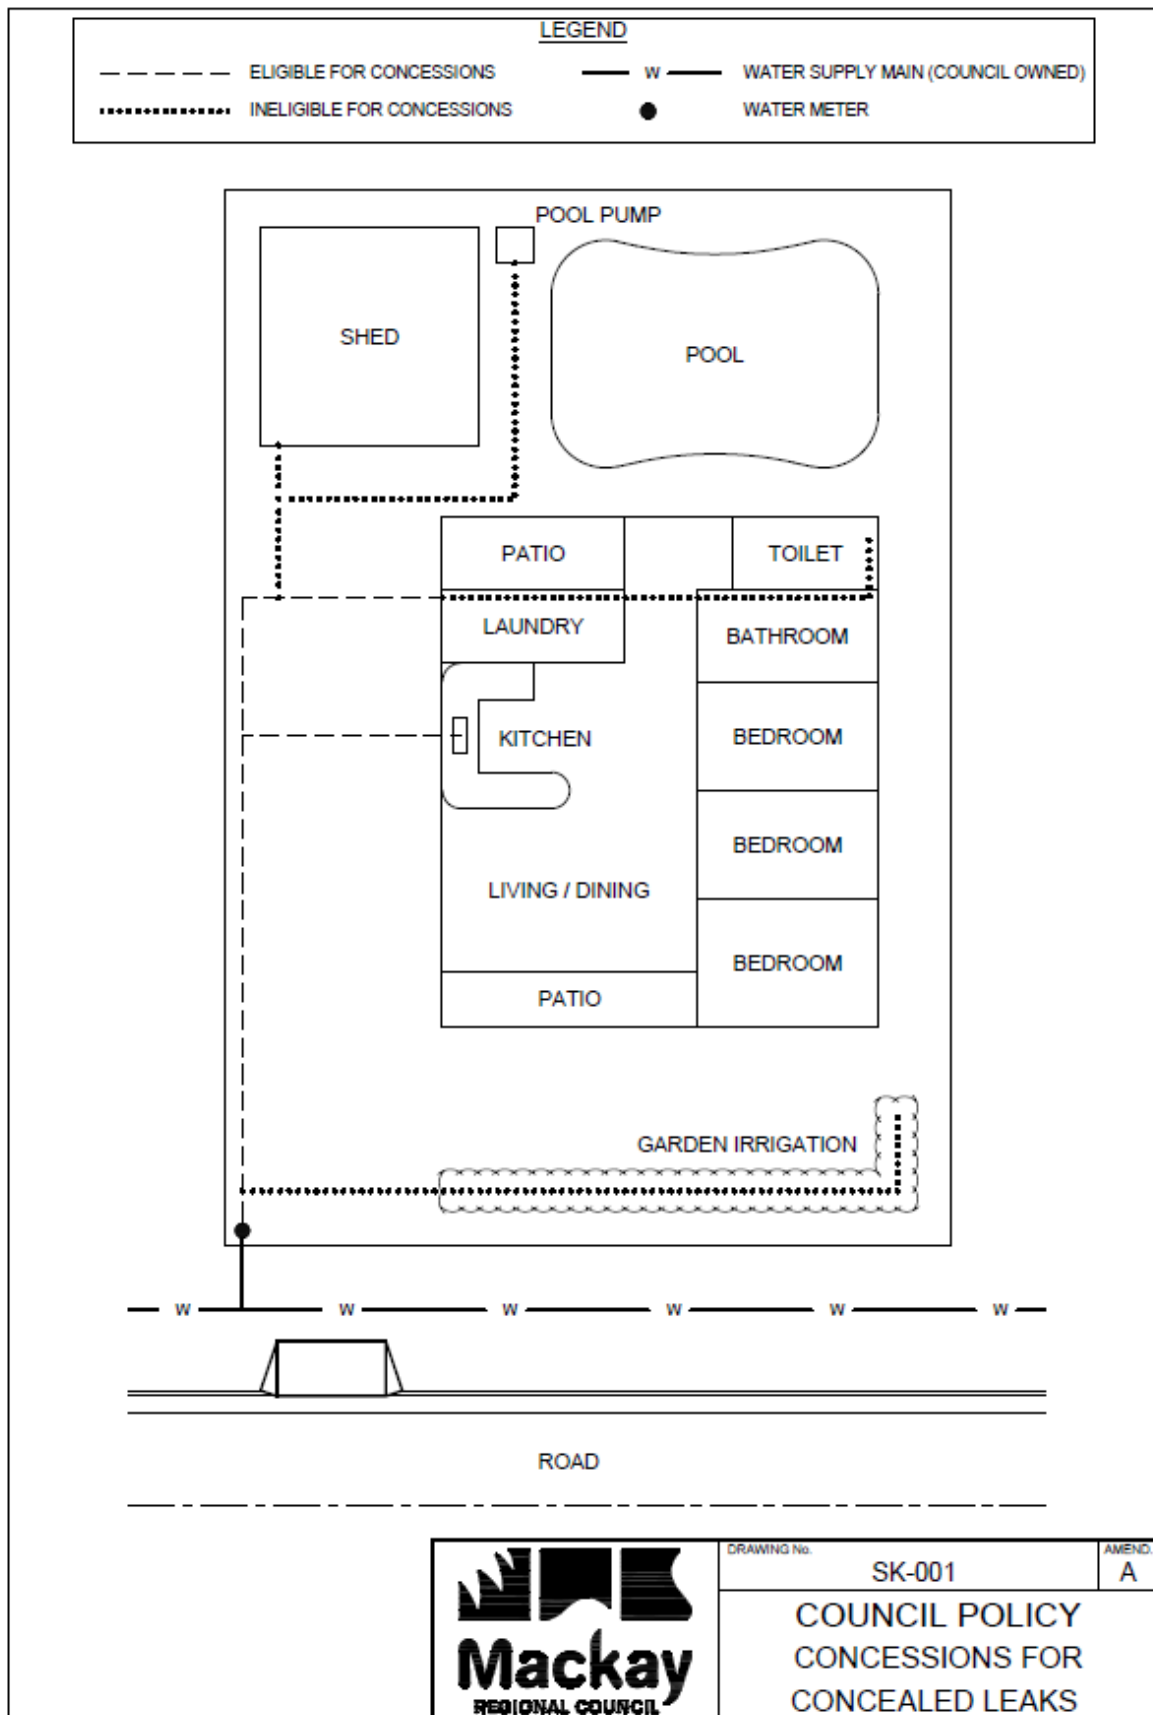 LEGEND
ELIGIBLE FOR CONCESSIONS
W
WATER SUPPLY MAIN (COUNCIL OWNED)
INELIGIBLE FOR CONCESSIONS
WATER METER
POOL PUMP
SHED
POOL
PATIO
TOILET
LAUNDRY
BATHROOM
KITCHEN
BEDROOM
BEDROOM
LIVING / DINING
BEDROOM
PATIO
GARDEN IRRIGATION
W W W W W W
ROAD
DRAWING No.
SK-001
AMEND.
A
COUNCIL POLICY
CONCESSIONS FOR
CONCEALED LEAKS
Mackay
REGIONAL COUNCIL